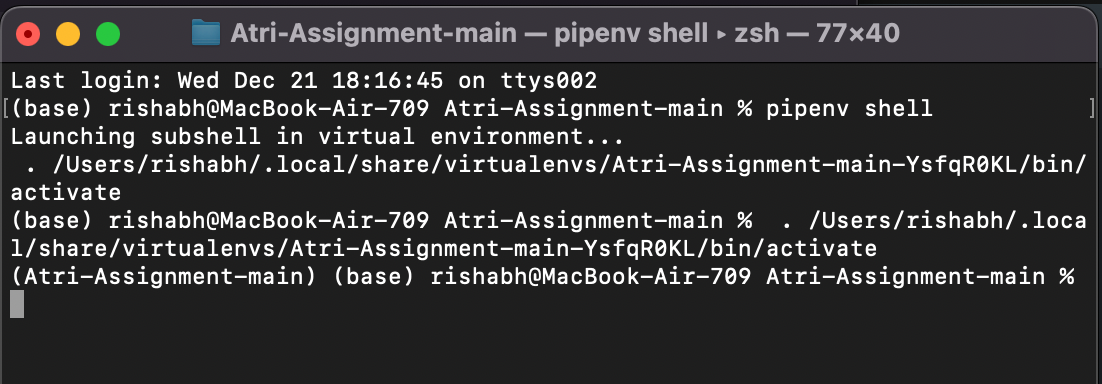 Atri-Assignment-main — pipenv shell ▸ zsh — 77×40
Last login: Wed Dec 21 18:16:45 on ttys002
[(base) rishabh@MacBook-Air-709 Atri-Assignment-main % pipenv shell ]
Launching subshell in virtual environment...
 . /Users/rishabh/.local/share/virtualenvs/Atri-Assignment-main-YsfqR0KL/bin/
activate
(base) rishabh@MacBook-Air-709 Atri-Assignment-main %  . /Users/rishabh/.loca
l/share/virtualenvs/Atri-Assignment-main-YsfqR0KL/bin/activate
(Atri-Assignment-main) (base) rishabh@MacBook-Air-709 Atri-Assignment-main %